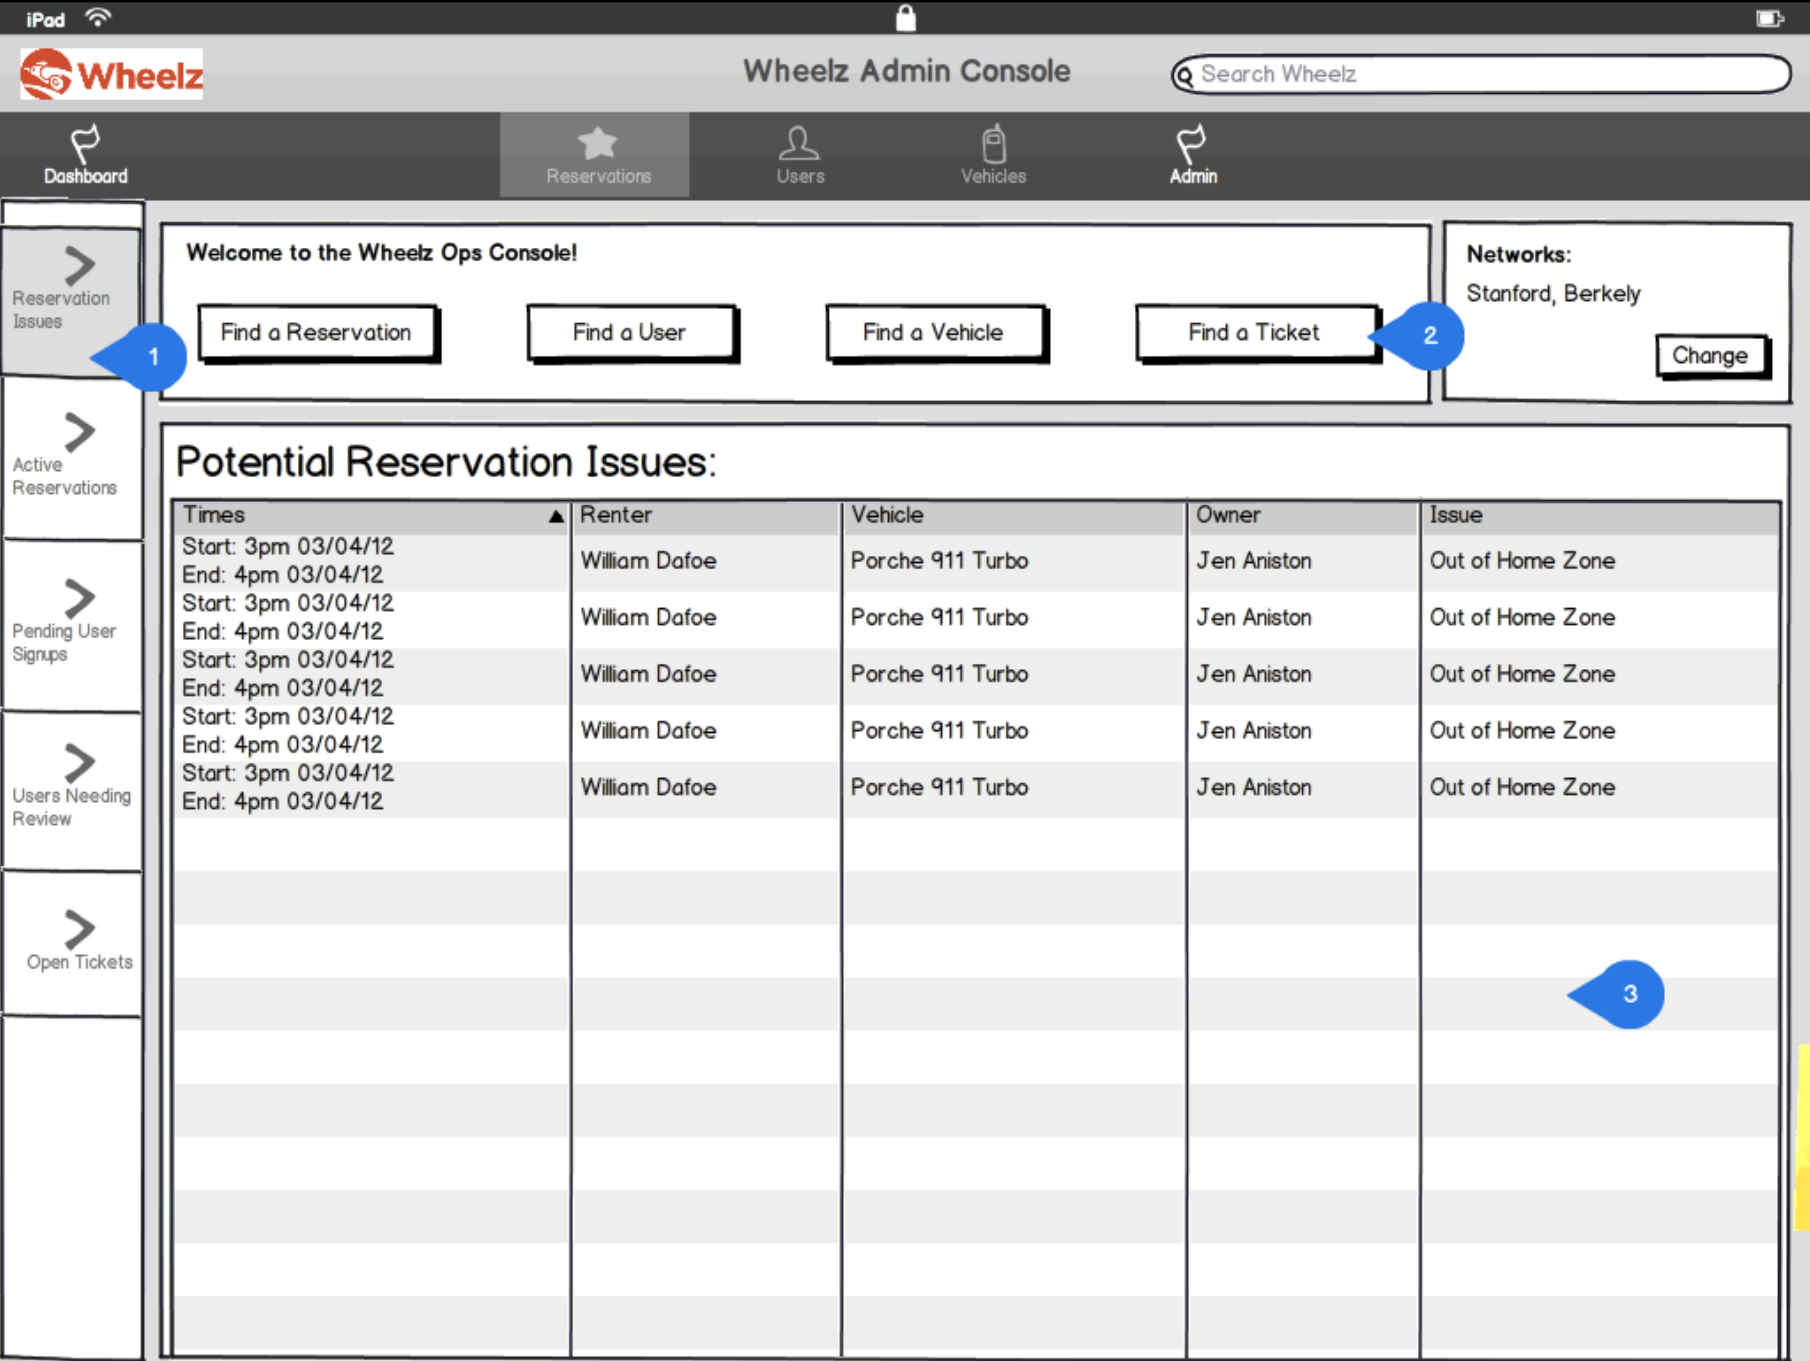 iPad
Wheelz
Wheelz Admin Console
Search Wheelz
Dashboard
Reservations
Users
Vehicles
Admin
Reservation
Issues
1
Active
Reservations
Pending User
Signups
Users Needing
Review
Open Tickets
Welcome to the Wheelz Ops Console!
Find a Reservation
Find a User
Find a Vehicle
Find a Ticket
2
Networks:
Stanford, Berkely
Change
Potential Reservation Issues:
Times Renter Vehicle Owner Issue
Start: 3pm 03/04/12
End: 4pm 03/04/12
William Dafoe Porche 911 Turbo Jen Aniston Out of Home Zone
Start: 3pm 03/04/12
End: 4pm 03/04/12
William Dafoe Porche 911 Turbo Jen Aniston Out of Home Zone
Start: 3pm 03/04/12
End: 4pm 03/04/12
William Dafoe Porche 911 Turbo Jen Aniston Out of Home Zone
Start: 3pm 03/04/12
End: 4pm 03/04/12
William Dafoe Porche 911 Turbo Jen Aniston Out of Home Zone
Start: 3pm 03/04/12
End: 4pm 03/04/12
William Dafoe Porche 911 Turbo Jen Aniston Out of Home Zone
3